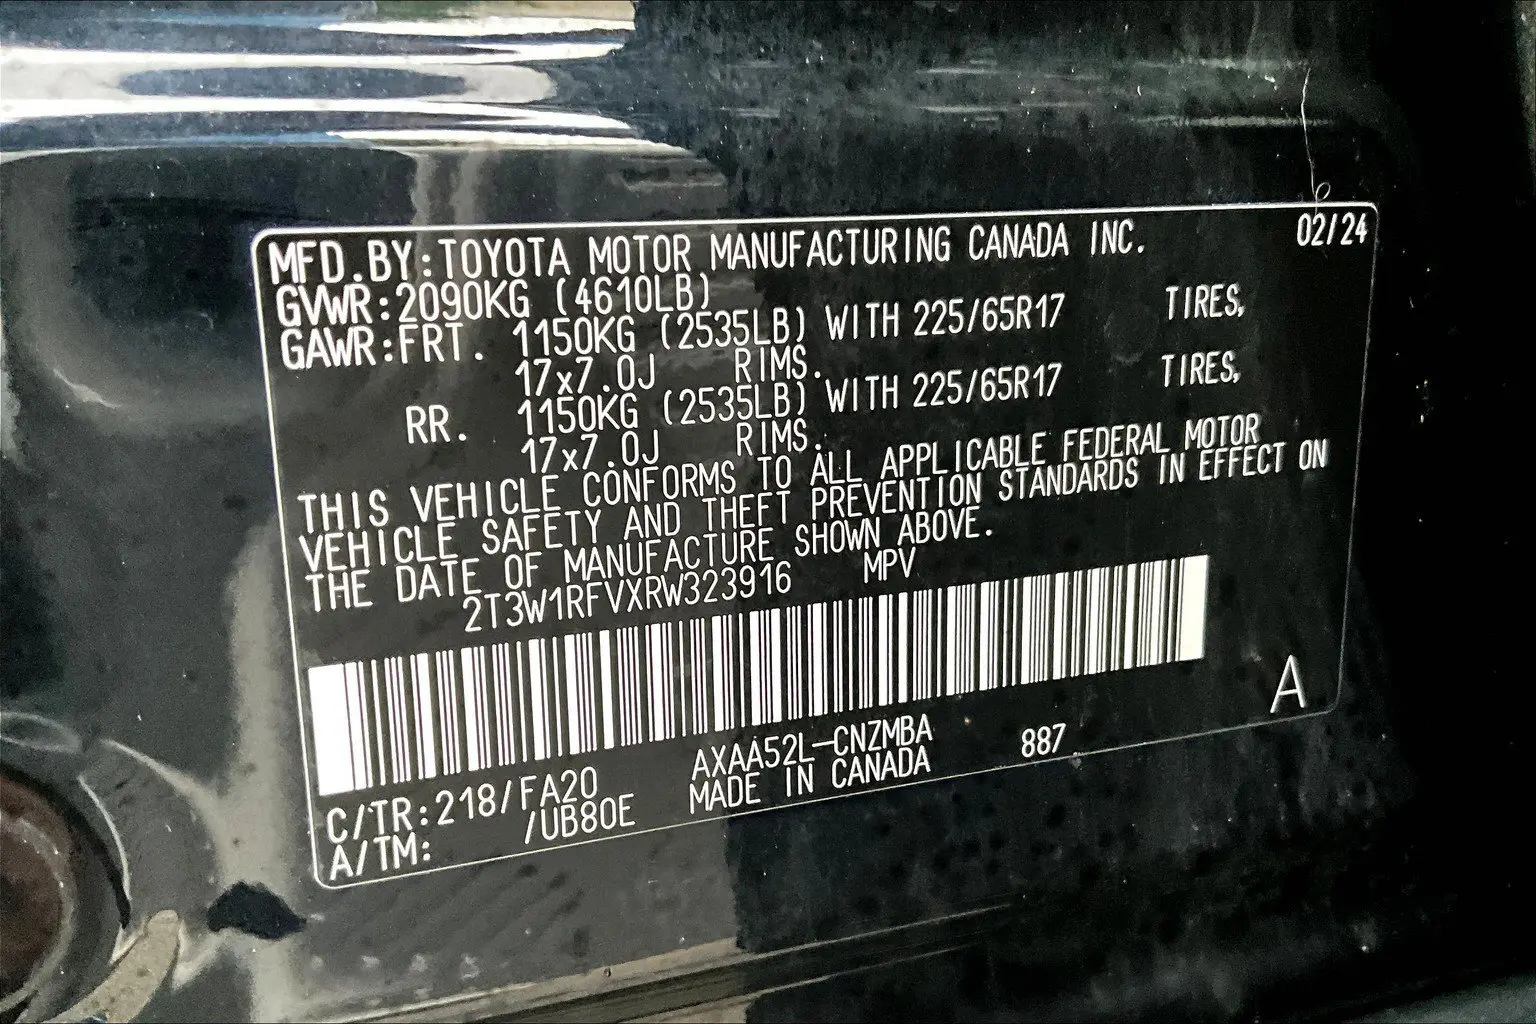 MFD.BY:TOYOTA MOTOR MANUFACTURING CANADA INC. 02/24
GVWR:2090KG (4610LB)
GAWR:FRT. 1150KG (2535LB) WITH 225/65R17 TIRES,
17x7.0J RIMS.
RR. 1150KG (2535LB) WITH 225/65R17 TIRES,
17x7.0J RIMS.
THIS VEHICLE CONFORMS TO ALL APPLICABLE FEDERAL MOTOR
VEHICLE SAFETY AND THEFT PREVENTION STANDARDS IN EFFECT ON
THE DATE OF MANUFACTURE SHOWN ABOVE.
2T3W1RFVXRW323916 MPV
A
C/TR:218/FA20 AXAA52L-CNZMBA 887
A/TM: /UB80E MADE IN CANADA